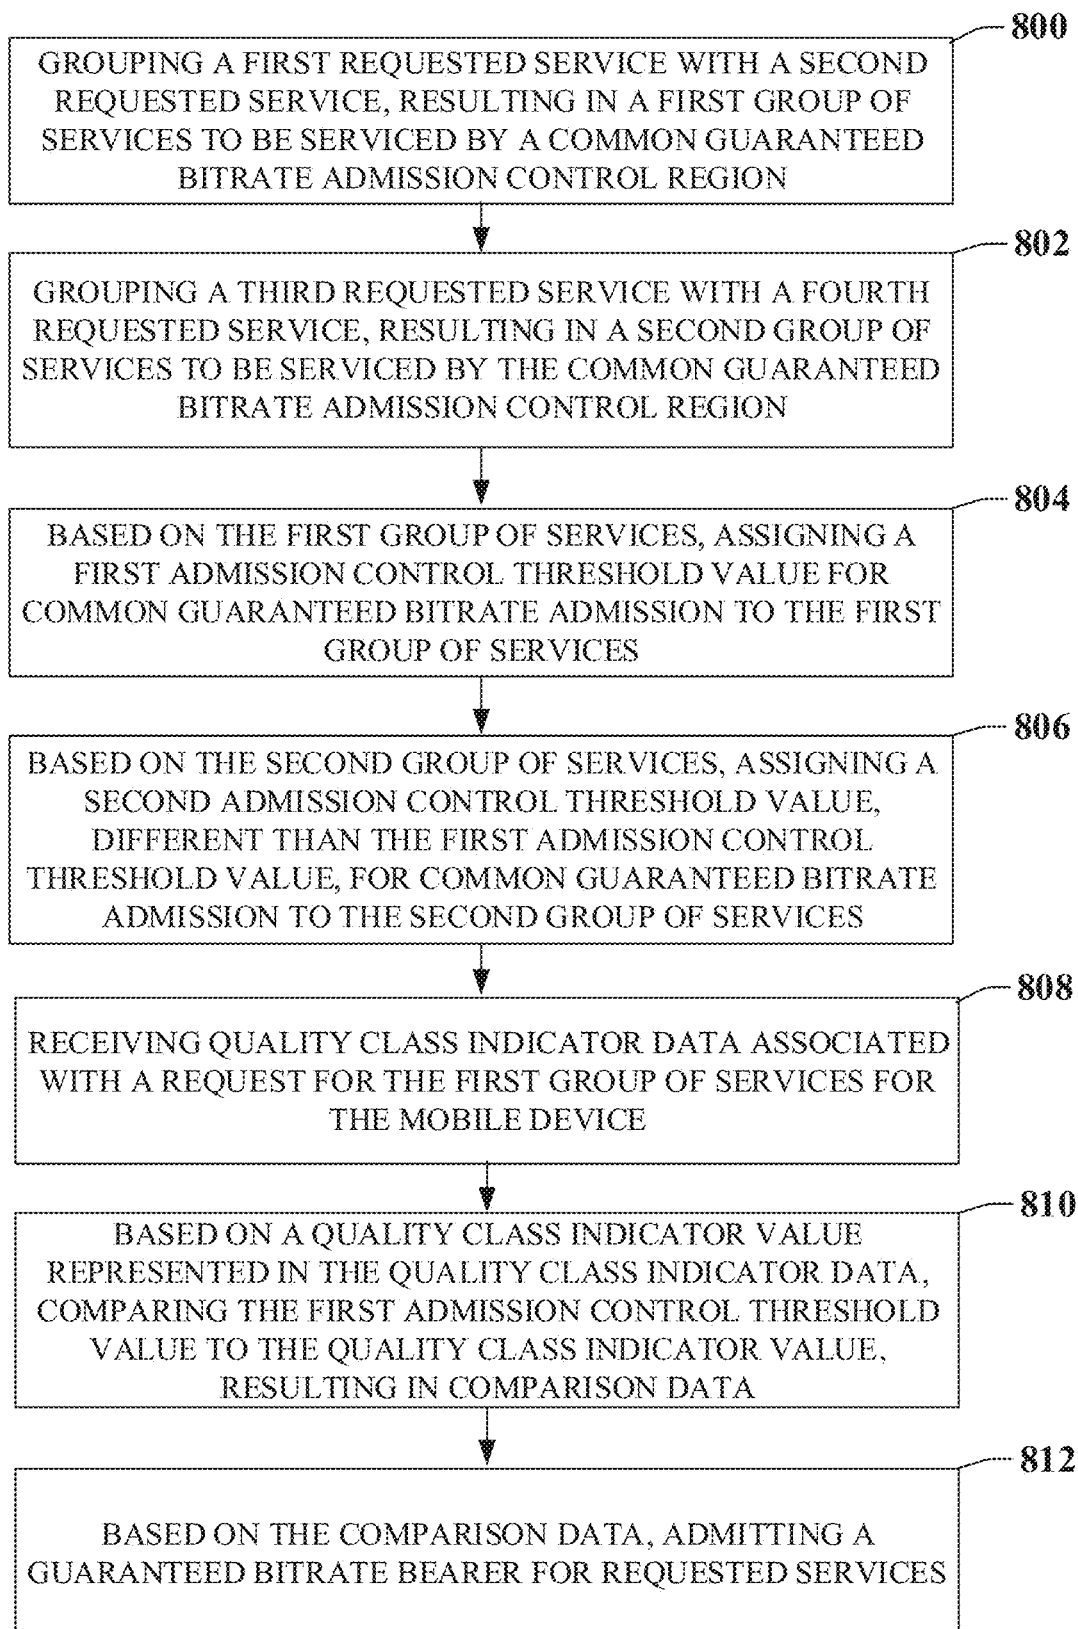 800
GROUPING A FIRST REQUESTED SERVICE WITH A SECOND
REQUESTED SERVICE, RESULTING IN A FIRST GROUP OF
SERVICES TO BE SERVICED BY A COMMON GUARANTEED
BITRATE ADMISSION CONTROL REGION
802
GROUPING A THIRD REQUESTED SERVICE WITH A FOURTH
REQUESTED SERVICE, RESULTING IN A SECOND GROUP OF
SERVICES TO BE SERVICED BY THE COMMON GUARANTEED
BITRATE ADMISSION CONTROL REGION
804
BASED ON THE FIRST GROUP OF SERVICES, ASSIGNING A
FIRST ADMISSION CONTROL THRESHOLD VALUE FOR
COMMON GUARANTEED BITRATE ADMISSION TO THE FIRST
GROUP OF SERVICES
806
BASED ON THE SECOND GROUP OF SERVICES, ASSIGNING A
SECOND ADMISSION CONTROL THRESHOLD VALUE,
DIFFERENT THAN THE FIRST ADMISSION CONTROL
THRESHOLD VALUE, FOR COMMON GUARANTEED BITRATE
ADMISSION TO THE SECOND GROUP OF SERVICES
808
RECEIVING QUALITY CLASS INDICATOR DATA ASSOCIATED
WITH A REQUEST FOR THE FIRST GROUP OF SERVICES FOR
THE MOBILE DEVICE
810
BASED ON A QUALITY CLASS INDICATOR VALUE
REPRESENTED IN THE QUALITY CLASS INDICATOR DATA,
COMPARING THE FIRST ADMISSION CONTROL THRESHOLD
VALUE TO THE QUALITY CLASS INDICATOR VALUE,
RESULTING IN COMPARISON DATA
812
BASED ON THE COMPARISON DATA, ADMITTING A
GUARANTEED BITRATE BEARER FOR REQUESTED SERVICES